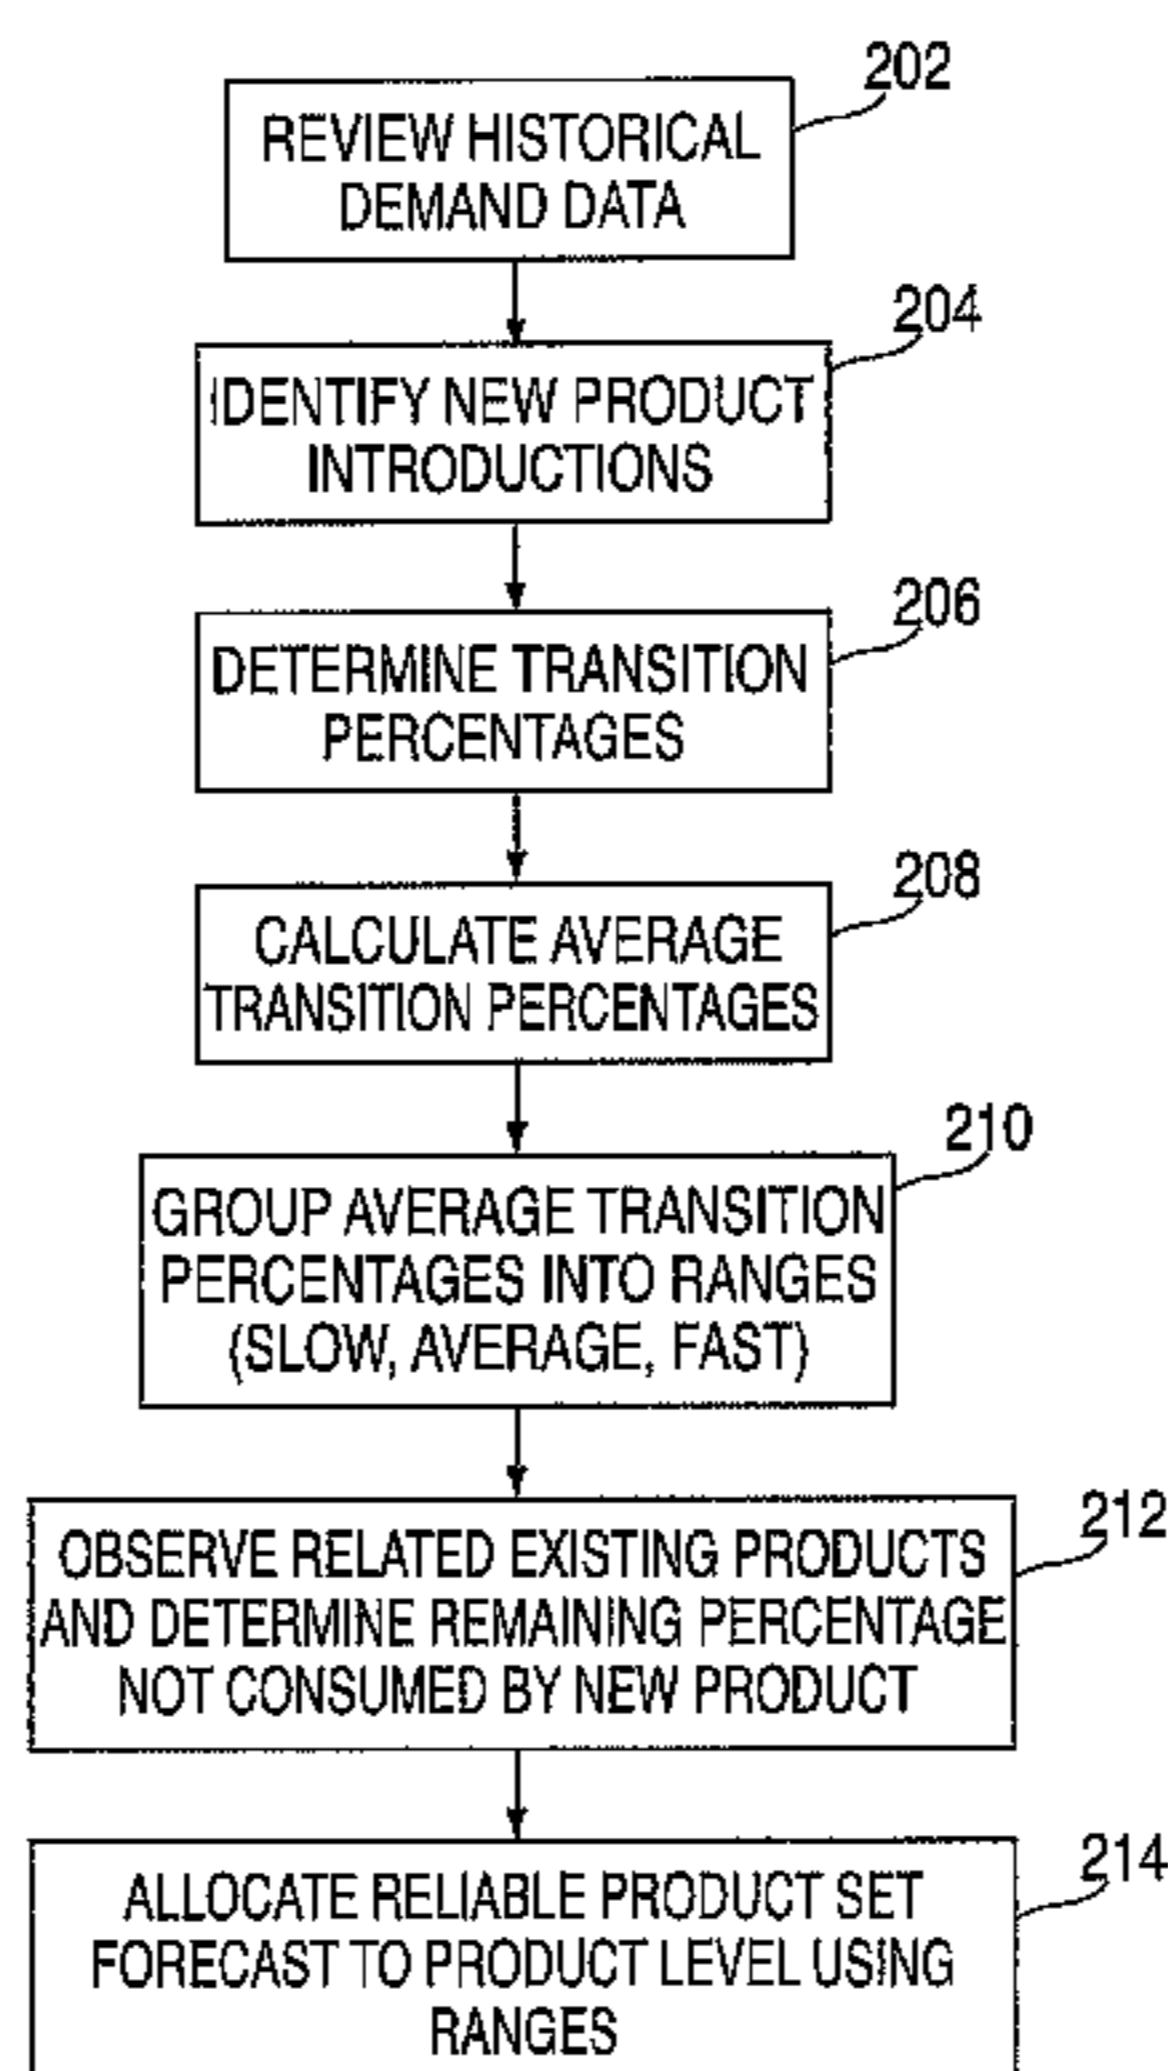 202
REVIEW HISTORICAL
DEMAND DATA
204
IDENTIFY NEW PRODUCT
INTRODUCTIONS
206
DETERMINE TRANSITION
PERCENTAGES
208
CALCULATE AVERAGE
TRANSITION PERCENTAGES
210
GROUP AVERAGE TRANSITION
PERCENTAGES INTO RANGES
(SLOW, AVERAGE, FAST)
212
OBSERVE RELATED EXISTING PRODUCTS
AND DETERMINE REMAINING PERCENTAGE
NOT CONSUMED BY NEW PRODUCT
214
ALLOCATE RELIABLE PRODUCT SET
FORECAST TO PRODUCT LEVEL USING
RANGES